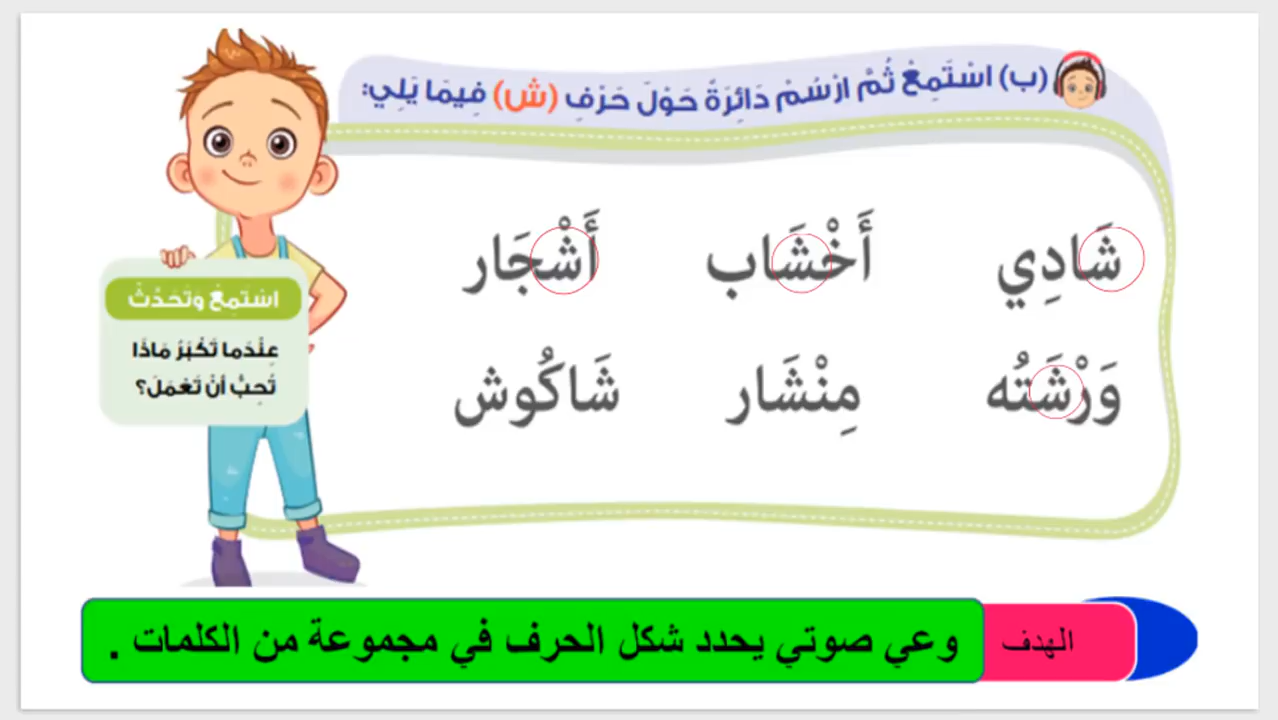 (ب) اسْتَمِعْ ثُمَّ ارْسُمْ دَائِرَةً حَوْلَ حَرْفِ (ش) فِيمَا يَلِي:
شَادِي أَخْشَاب أَشْجَار
وَرْشَتُه مِنْشَار شَاكُوش
اسْتَمِعْ وَتَحَدَّثْ
عِنْدَما تَكْبَرُ مَاذَا
تُحِبُّ أَنْ تَعْمَلَ؟
الهدف وعي صوتي يحدد شكل الحرف في مجموعة من الكلمات .